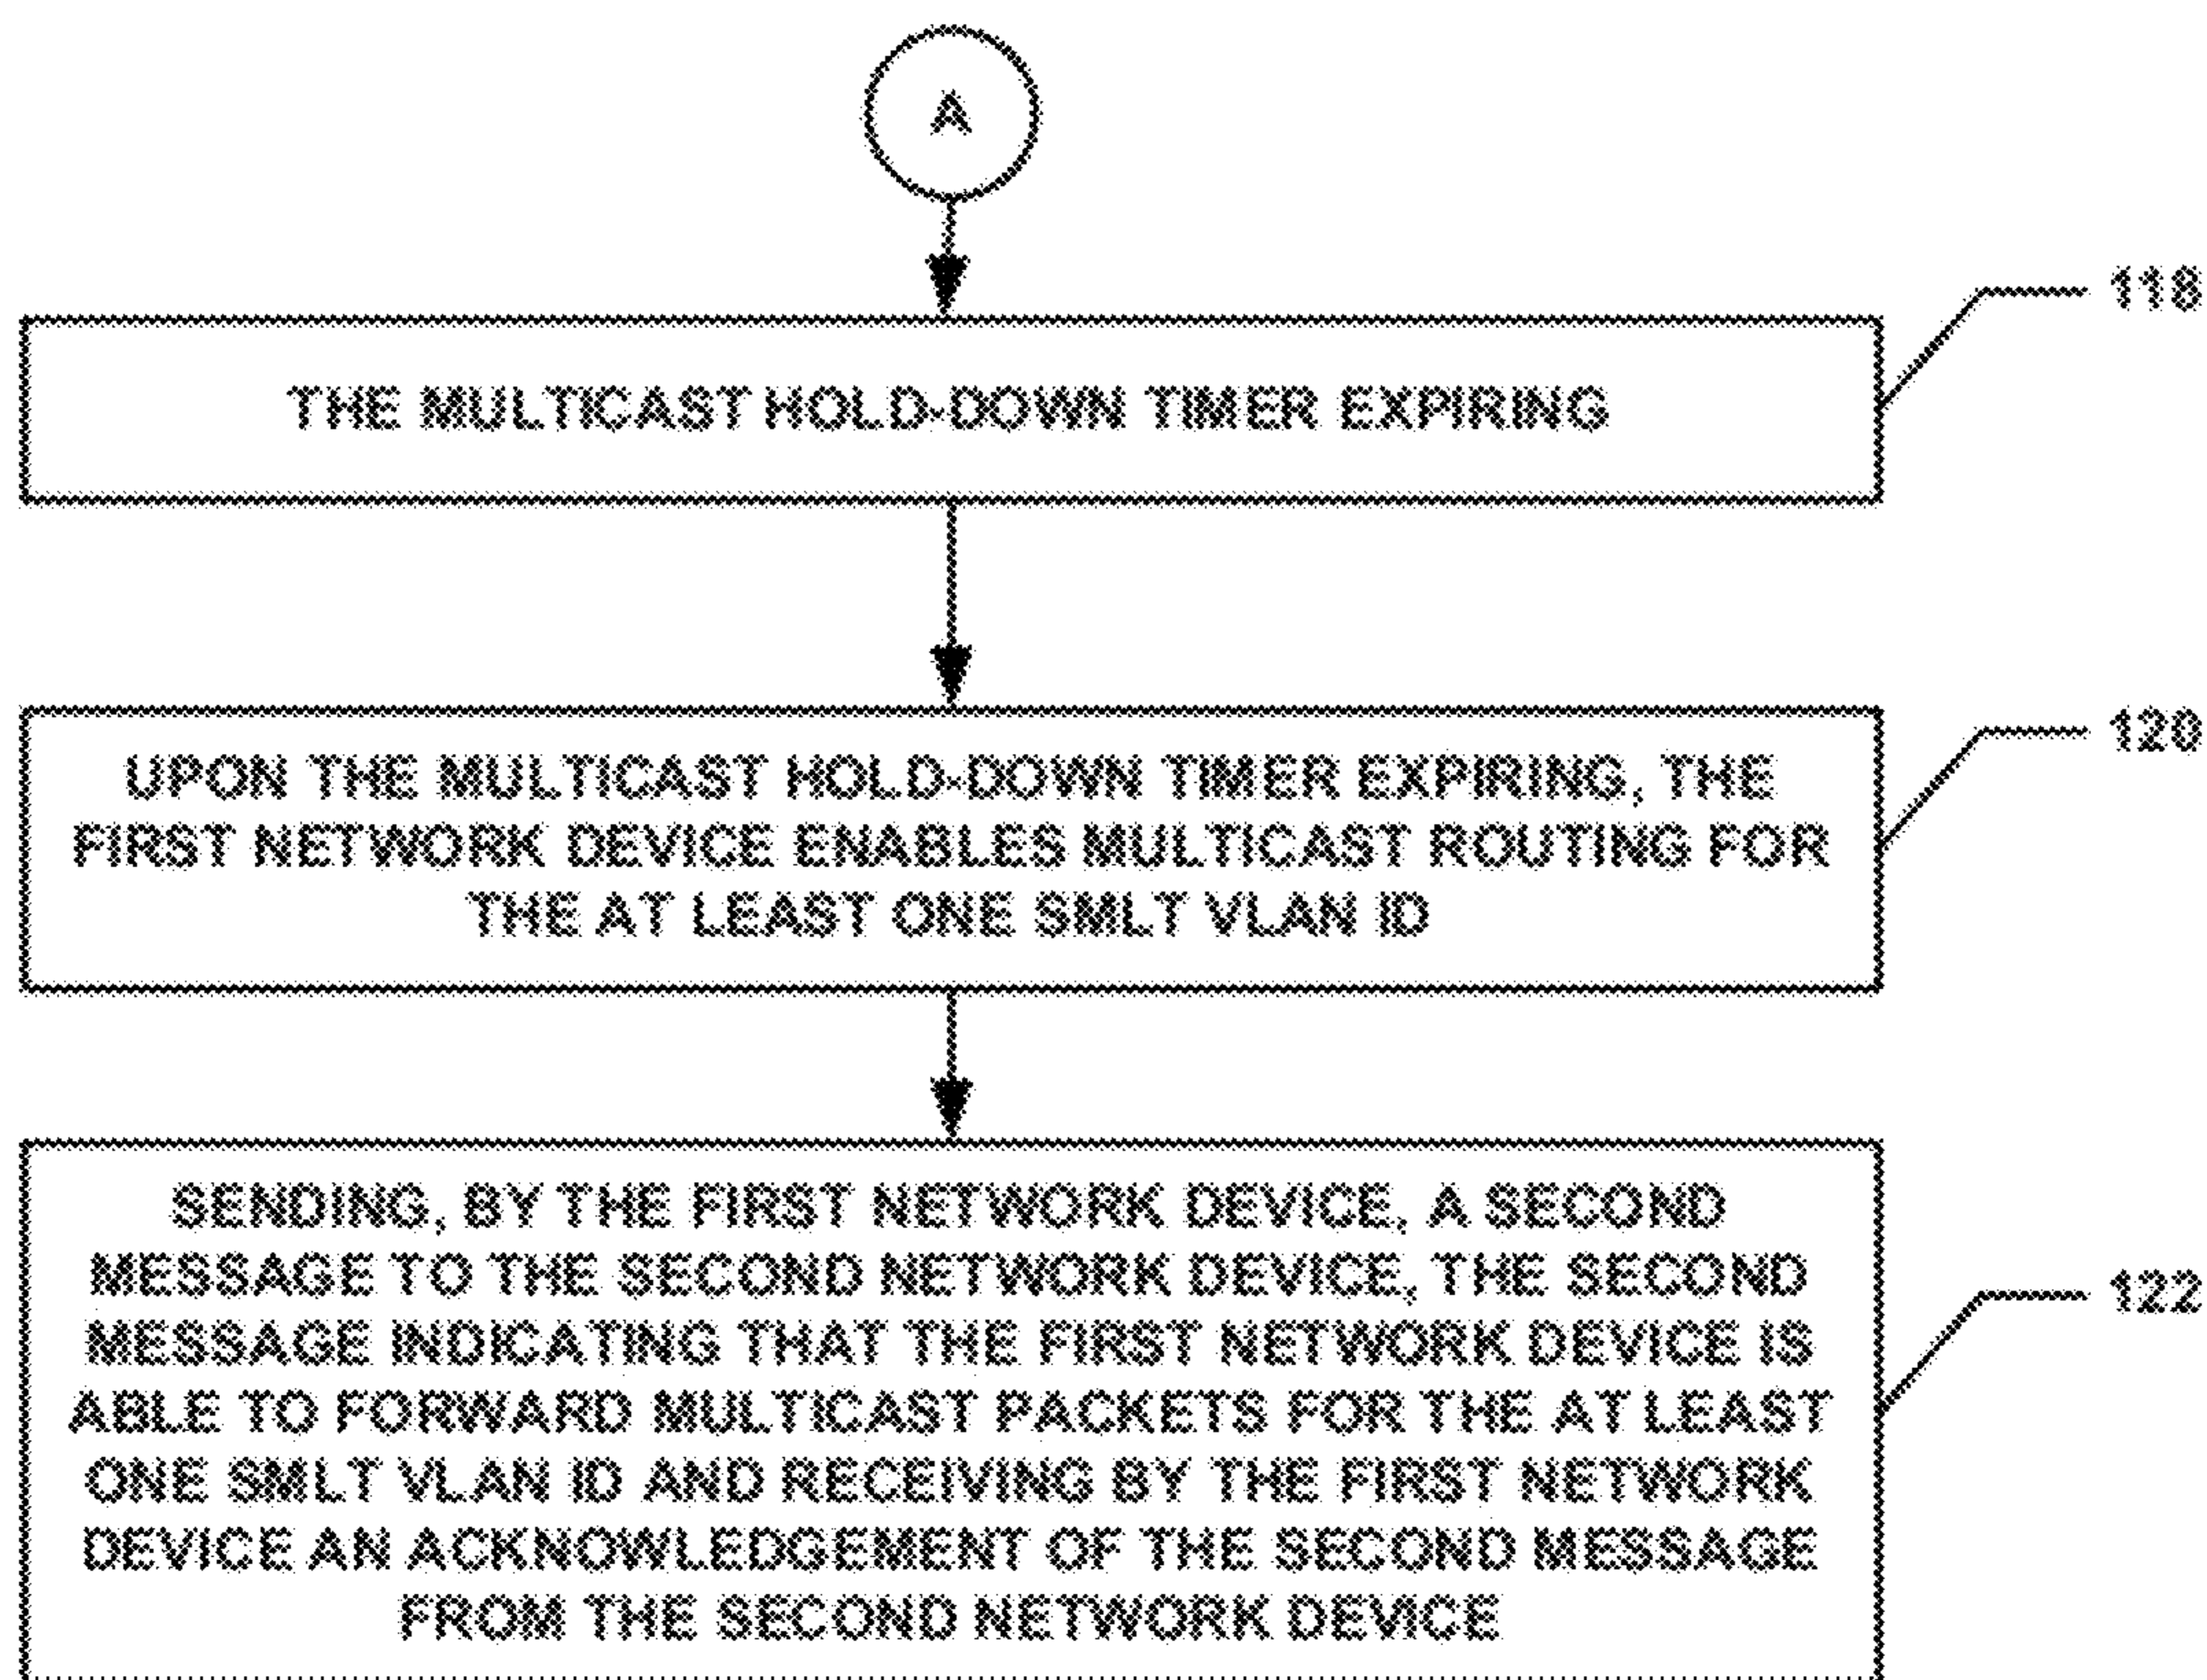 A
118
THE MULTICAST HOLD-DOWN TIMER EXPIRING
120
UPON THE MULTICAST HOLD-DOWN TIMER EXPIRING, THE
FIRST NETWORK DEVICE ENABLES MULTICAST ROUTING FOR
THE AT LEAST ONE SMLT VLAN ID
SENDING, BY THE FIRST NETWORK DEVICE, A SECOND
MESSAGE TO THE SECOND NETWORK DEVICE, THE SECOND
122
MESSAGE INDICATING THAT THE FIRST NETWORK DEVICE IS
ABLE TO FORWARD MULTICAST PACKETS FOR THE AT LEAST
ONE SMLT VLAN ID AND RECEIVING BY THE FIRST NETWORK
DEVICE AN ACKNOWLEDGEMENT OF THE SECOND MESSAGE
FROM THE SECOND NETWORK DEVICE